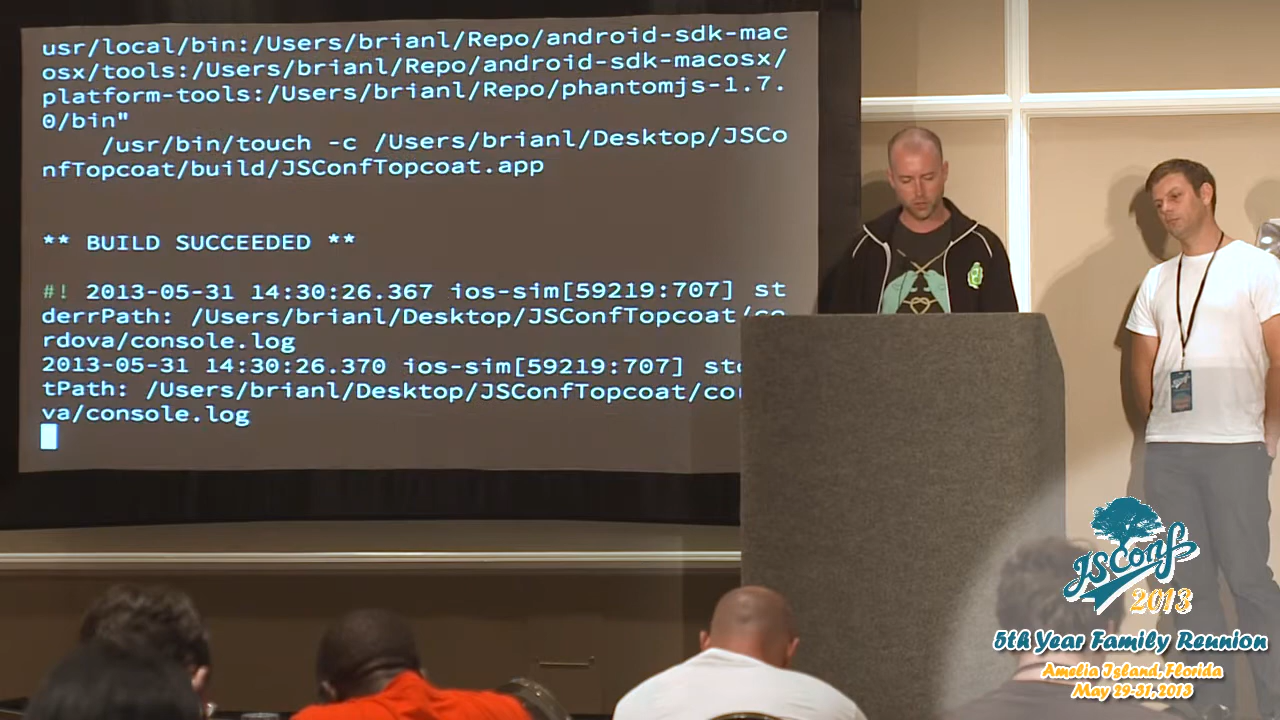 usr/local/bin:/Users/brianl/Repo/android-sdk-mac
osx/tools:/Users/brianl/Repo/android-sdk-macosx/
platform-tools:/Users/brianl/Repo/phantomjs-1.7.
0/bin"
/usr/bin/touch -c /Users/brianl/Desktop/JSCo
nfTopcoat/build/JSConfTopcoat.app
** BUILD SUCCEEDED **
#! 2013-05-31 14:30:26.367 ios-sim[59219:707] st
derrPath: /Users/brianl/Desktop/JSConfTopcoat/co
rdova/console.log
2013-05-31 14:30:26.370 ios-sim[59219:707] std
tPath: /Users/brianl/Desktop/JSConfTopcoat/cor
va/console.log
JSConf
2013
5th Year Family Reunion
Amelia Island, Florida
May 29-31, 2013